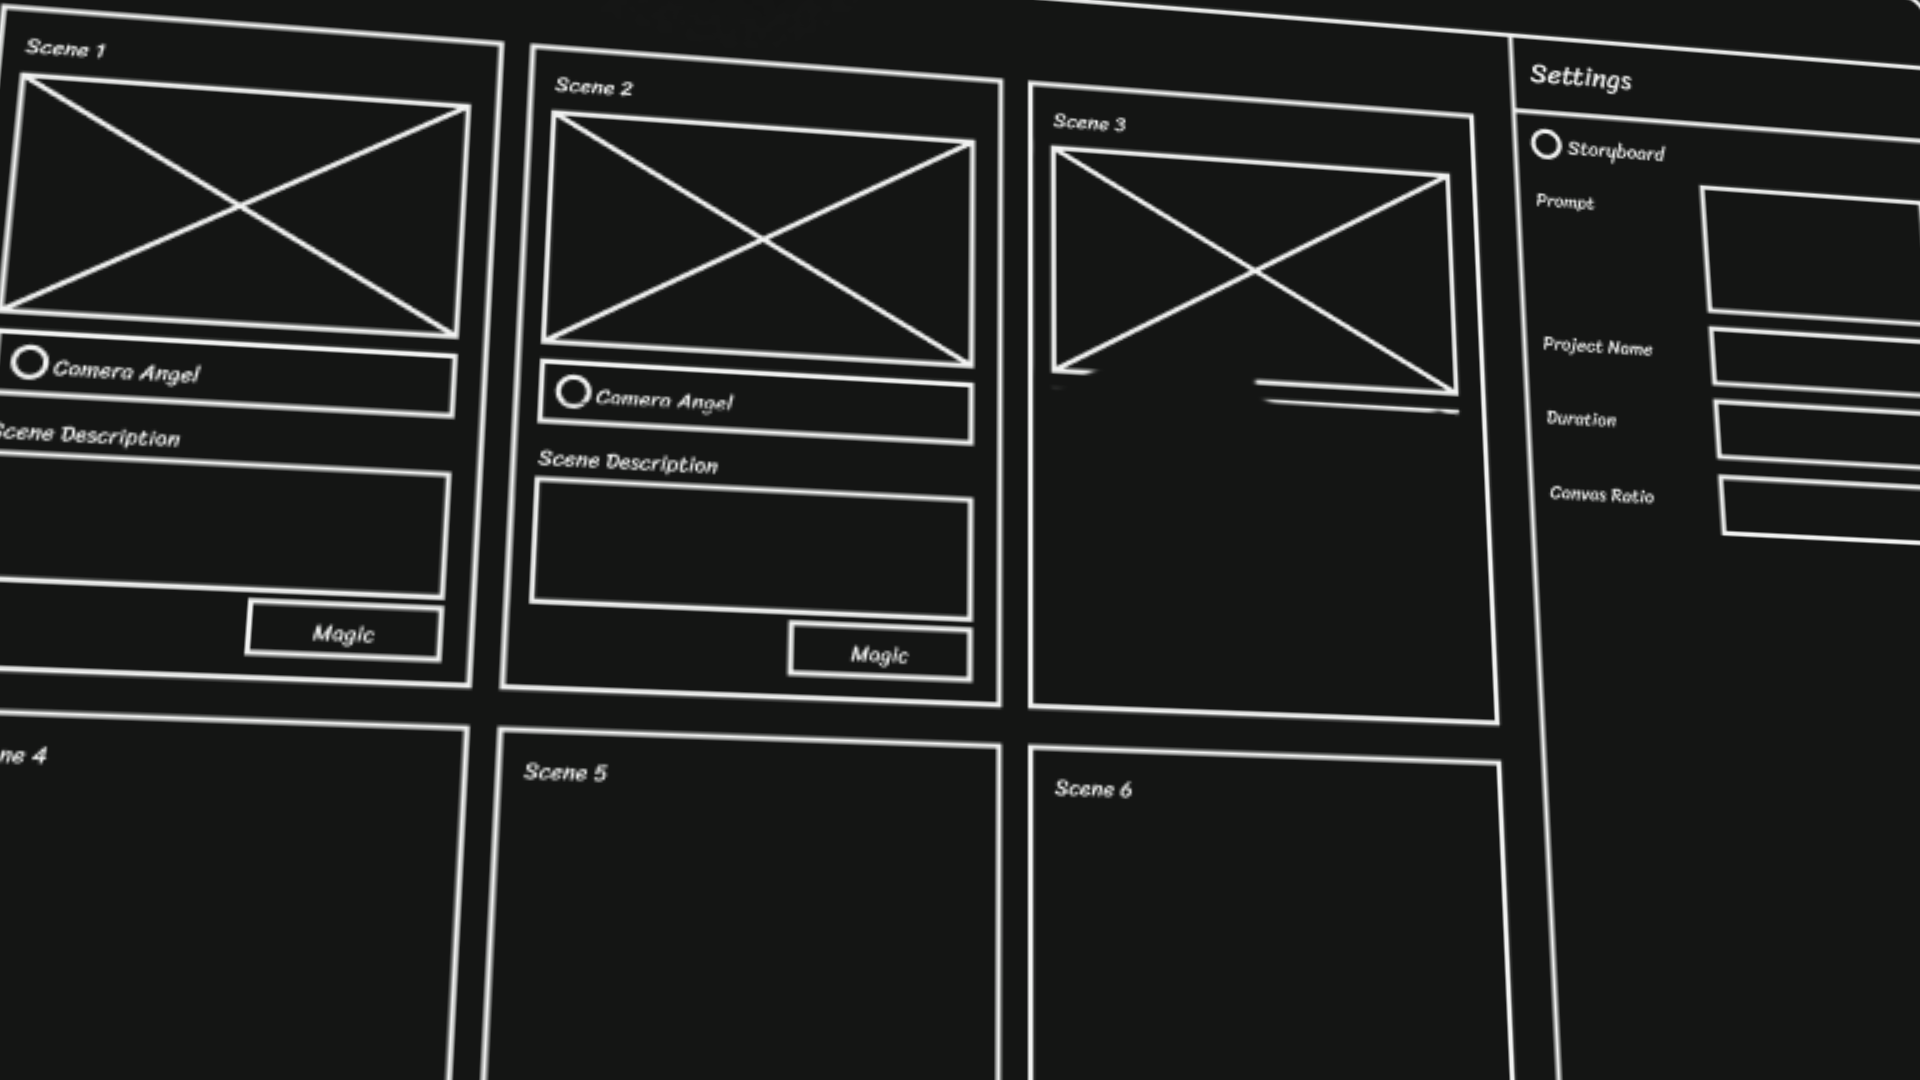 Scene 1
Camera Angel
Scene Description
Magic
Scene 2
Camera Angel
Scene Description
Magic
Scene 3
ne 4
Scene 5
Scene 6
Settings
Storyboard
Prompt
Project Name
Duration
Canvas Ratio